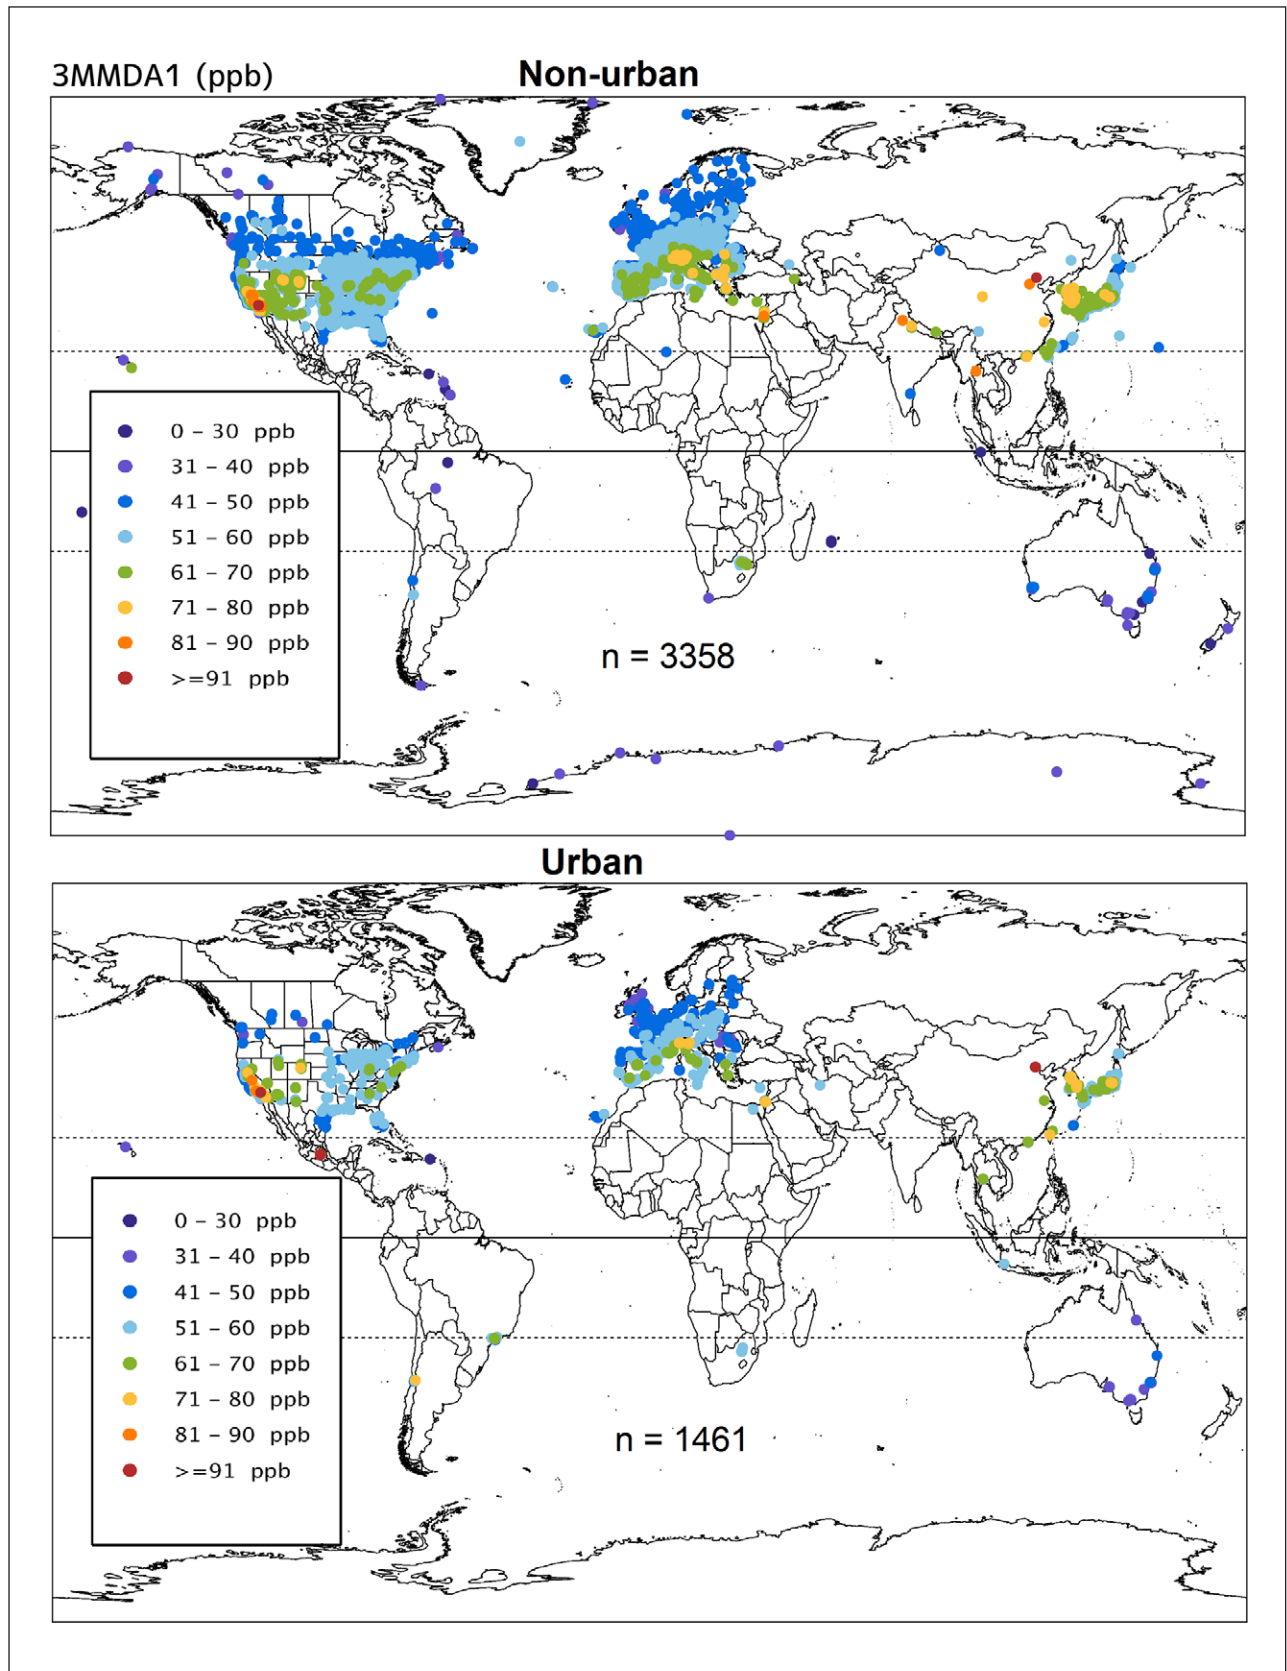 3MMDA1 (ppb)
Non-urban
0 – 30 ppb
31 – 40 ppb
41 – 50 ppb
51 – 60 ppb
61 – 70 ppb
71 – 80 ppb
81 – 90 ppb
>=91 ppb
n = 3358
Urban
0 – 30 ppb
31 – 40 ppb
41 – 50 ppb
51 – 60 ppb
61 – 70 ppb
71 – 80 ppb
81 – 90 ppb
>=91 ppb
n = 1461